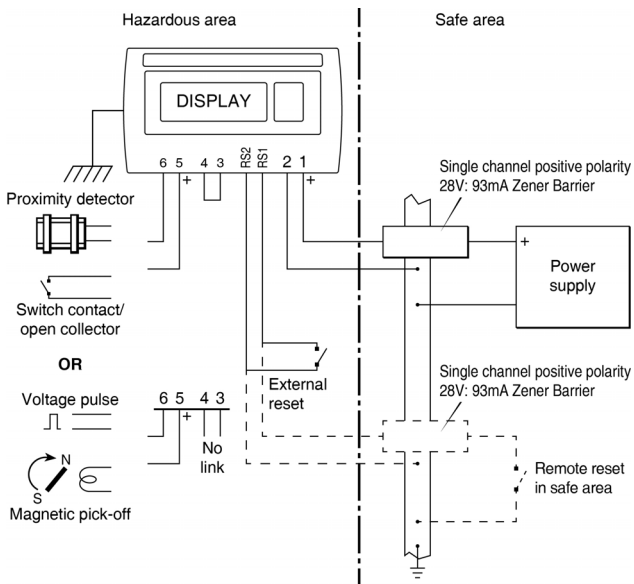 Hazardous area
Safe area
DISPLAY
6 5 4 3 RS2 RS1 2 1
+ +
Single channel positive polarity
28V: 93mA Zener Barrier
Proximity detector
+
Power
supply
Switch contact/
open collector
OR
External
reset
Single channel positive polarity
28V: 93mA Zener Barrier
Voltage pulse
6 5 4 3
+
No
link
N
S
Magnetic pick-off
Remote reset
in safe area